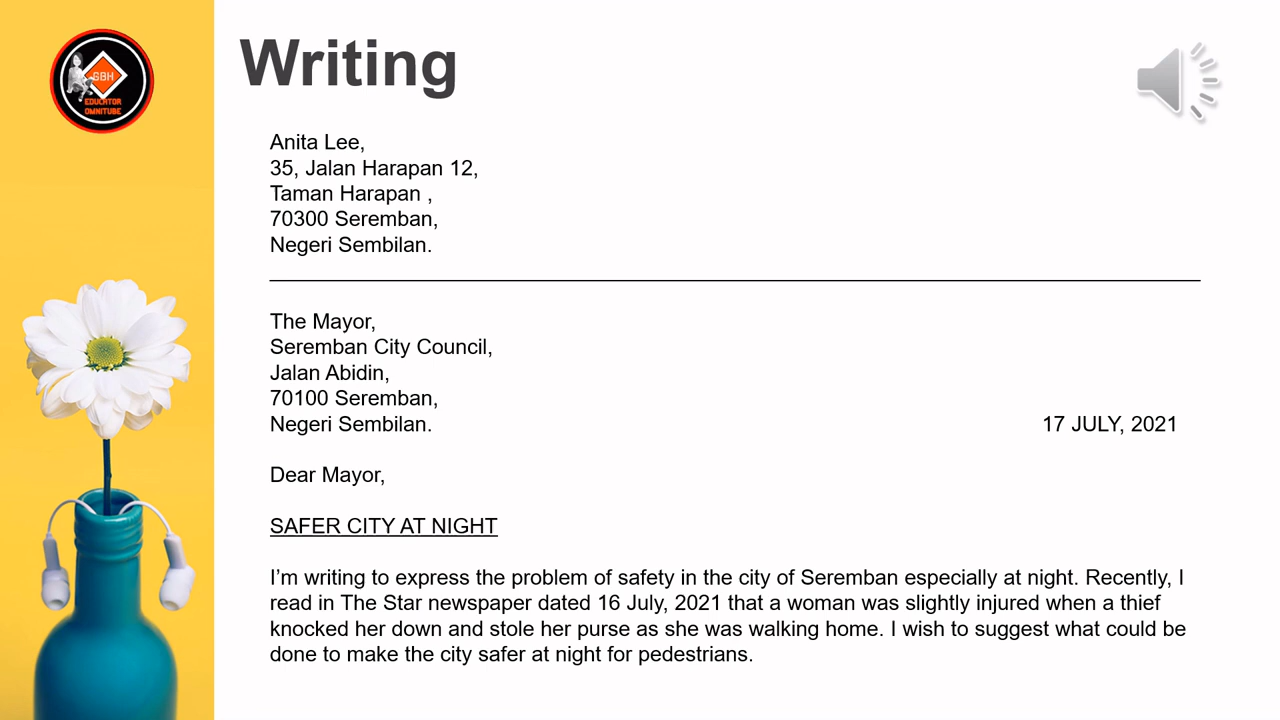 GBH
EDUCATOR
OMNITUBE
Writing
Anita Lee,
35, Jalan Harapan 12,
Taman Harapan ,
70300 Seremban,
Negeri Sembilan.
The Mayor,
Seremban City Council,
Jalan Abidin,
70100 Seremban,
Negeri Sembilan. 17 JULY, 2021
Dear Mayor,
SAFER CITY AT NIGHT
I’m writing to express the problem of safety in the city of Seremban especially at night. Recently, I
read in The Star newspaper dated 16 July, 2021 that a woman was slightly injured when a thief
knocked her down and stole her purse as she was walking home. I wish to suggest what could be
done to make the city safer at night for pedestrians.